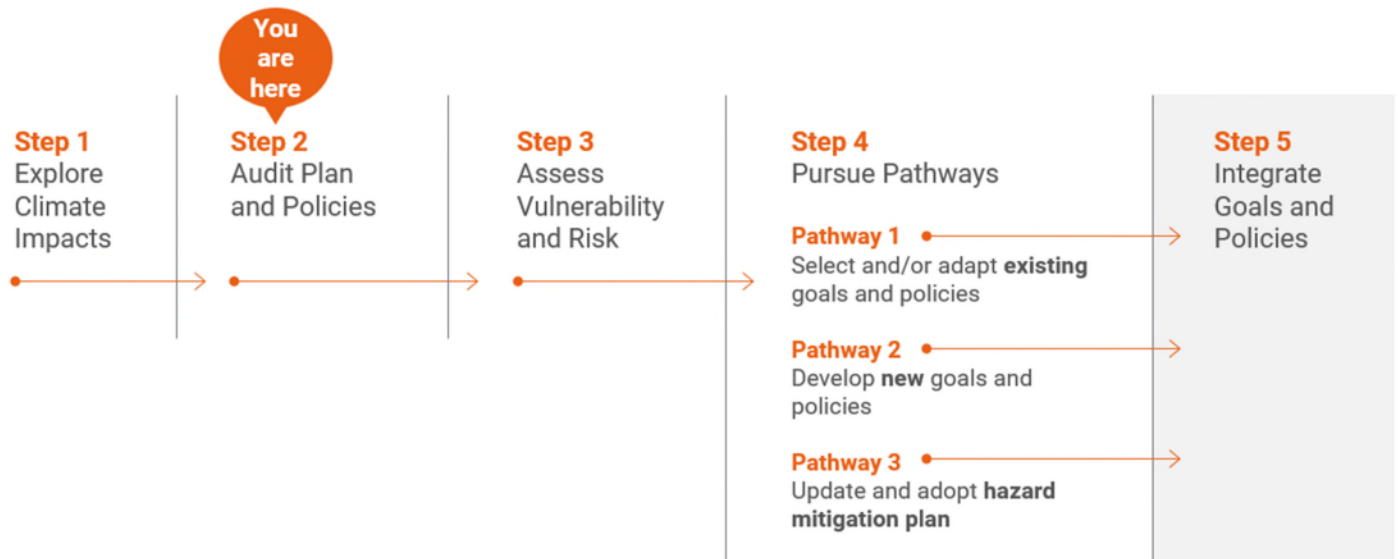 You
are
here
Step 1
Explore
Climate
Impacts
Step 2
Audit Plan
and Policies
Step 3
Assess
Vulnerability
and Risk
Step 4
Pursue Pathways
Pathway 1
Select and/or adapt existing
goals and policies
Pathway 2
Develop new goals and
policies
Pathway 3
Update and adopt hazard
mitigation plan
Step 5
Integrate
Goals and
Policies